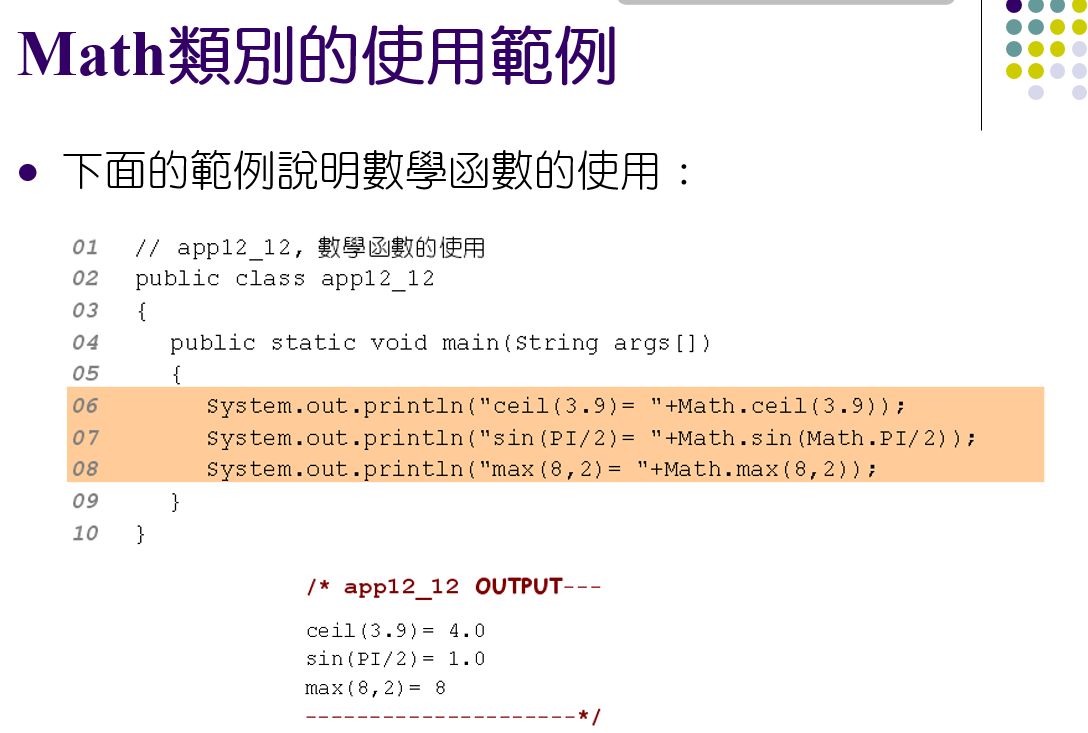 Math類別的使用範例
• 下面的範例說明數學函數的使用：
01 // app12_12, 數學函數的使用
02 public class app12_12
03 {
04 public static void main(String args[])
05 {
06 System.out.println("ceil(3.9)= "+Math.ceil(3.9));
07 System.out.println("sin(PI/2)= "+Math.sin(Math.PI/2));
08 System.out.println("max(8,2)= "+Math.max(8,2));
09 }
10 }
/* app12_12 OUTPUT---
ceil(3.9)= 4.0
sin(PI/2)= 1.0
max(8,2)= 8
---------------------*/